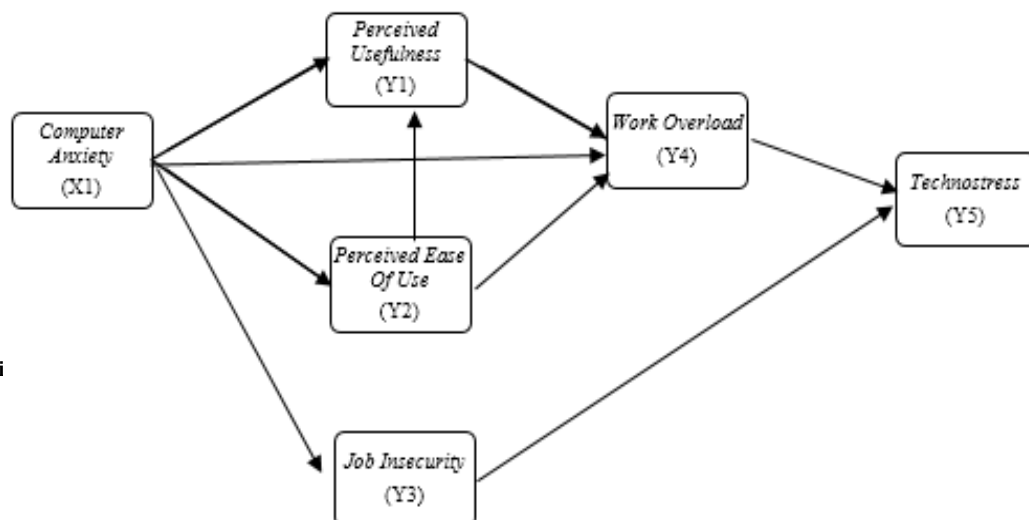 Perceived
Usefulness
(Y1)
Computer
Anxiety
(X1)
Work Overload
(Y4)
Technostress
(Y5)
Perceived Ease
Of Use
(Y2)
i
Job Insecurity
(Y3)